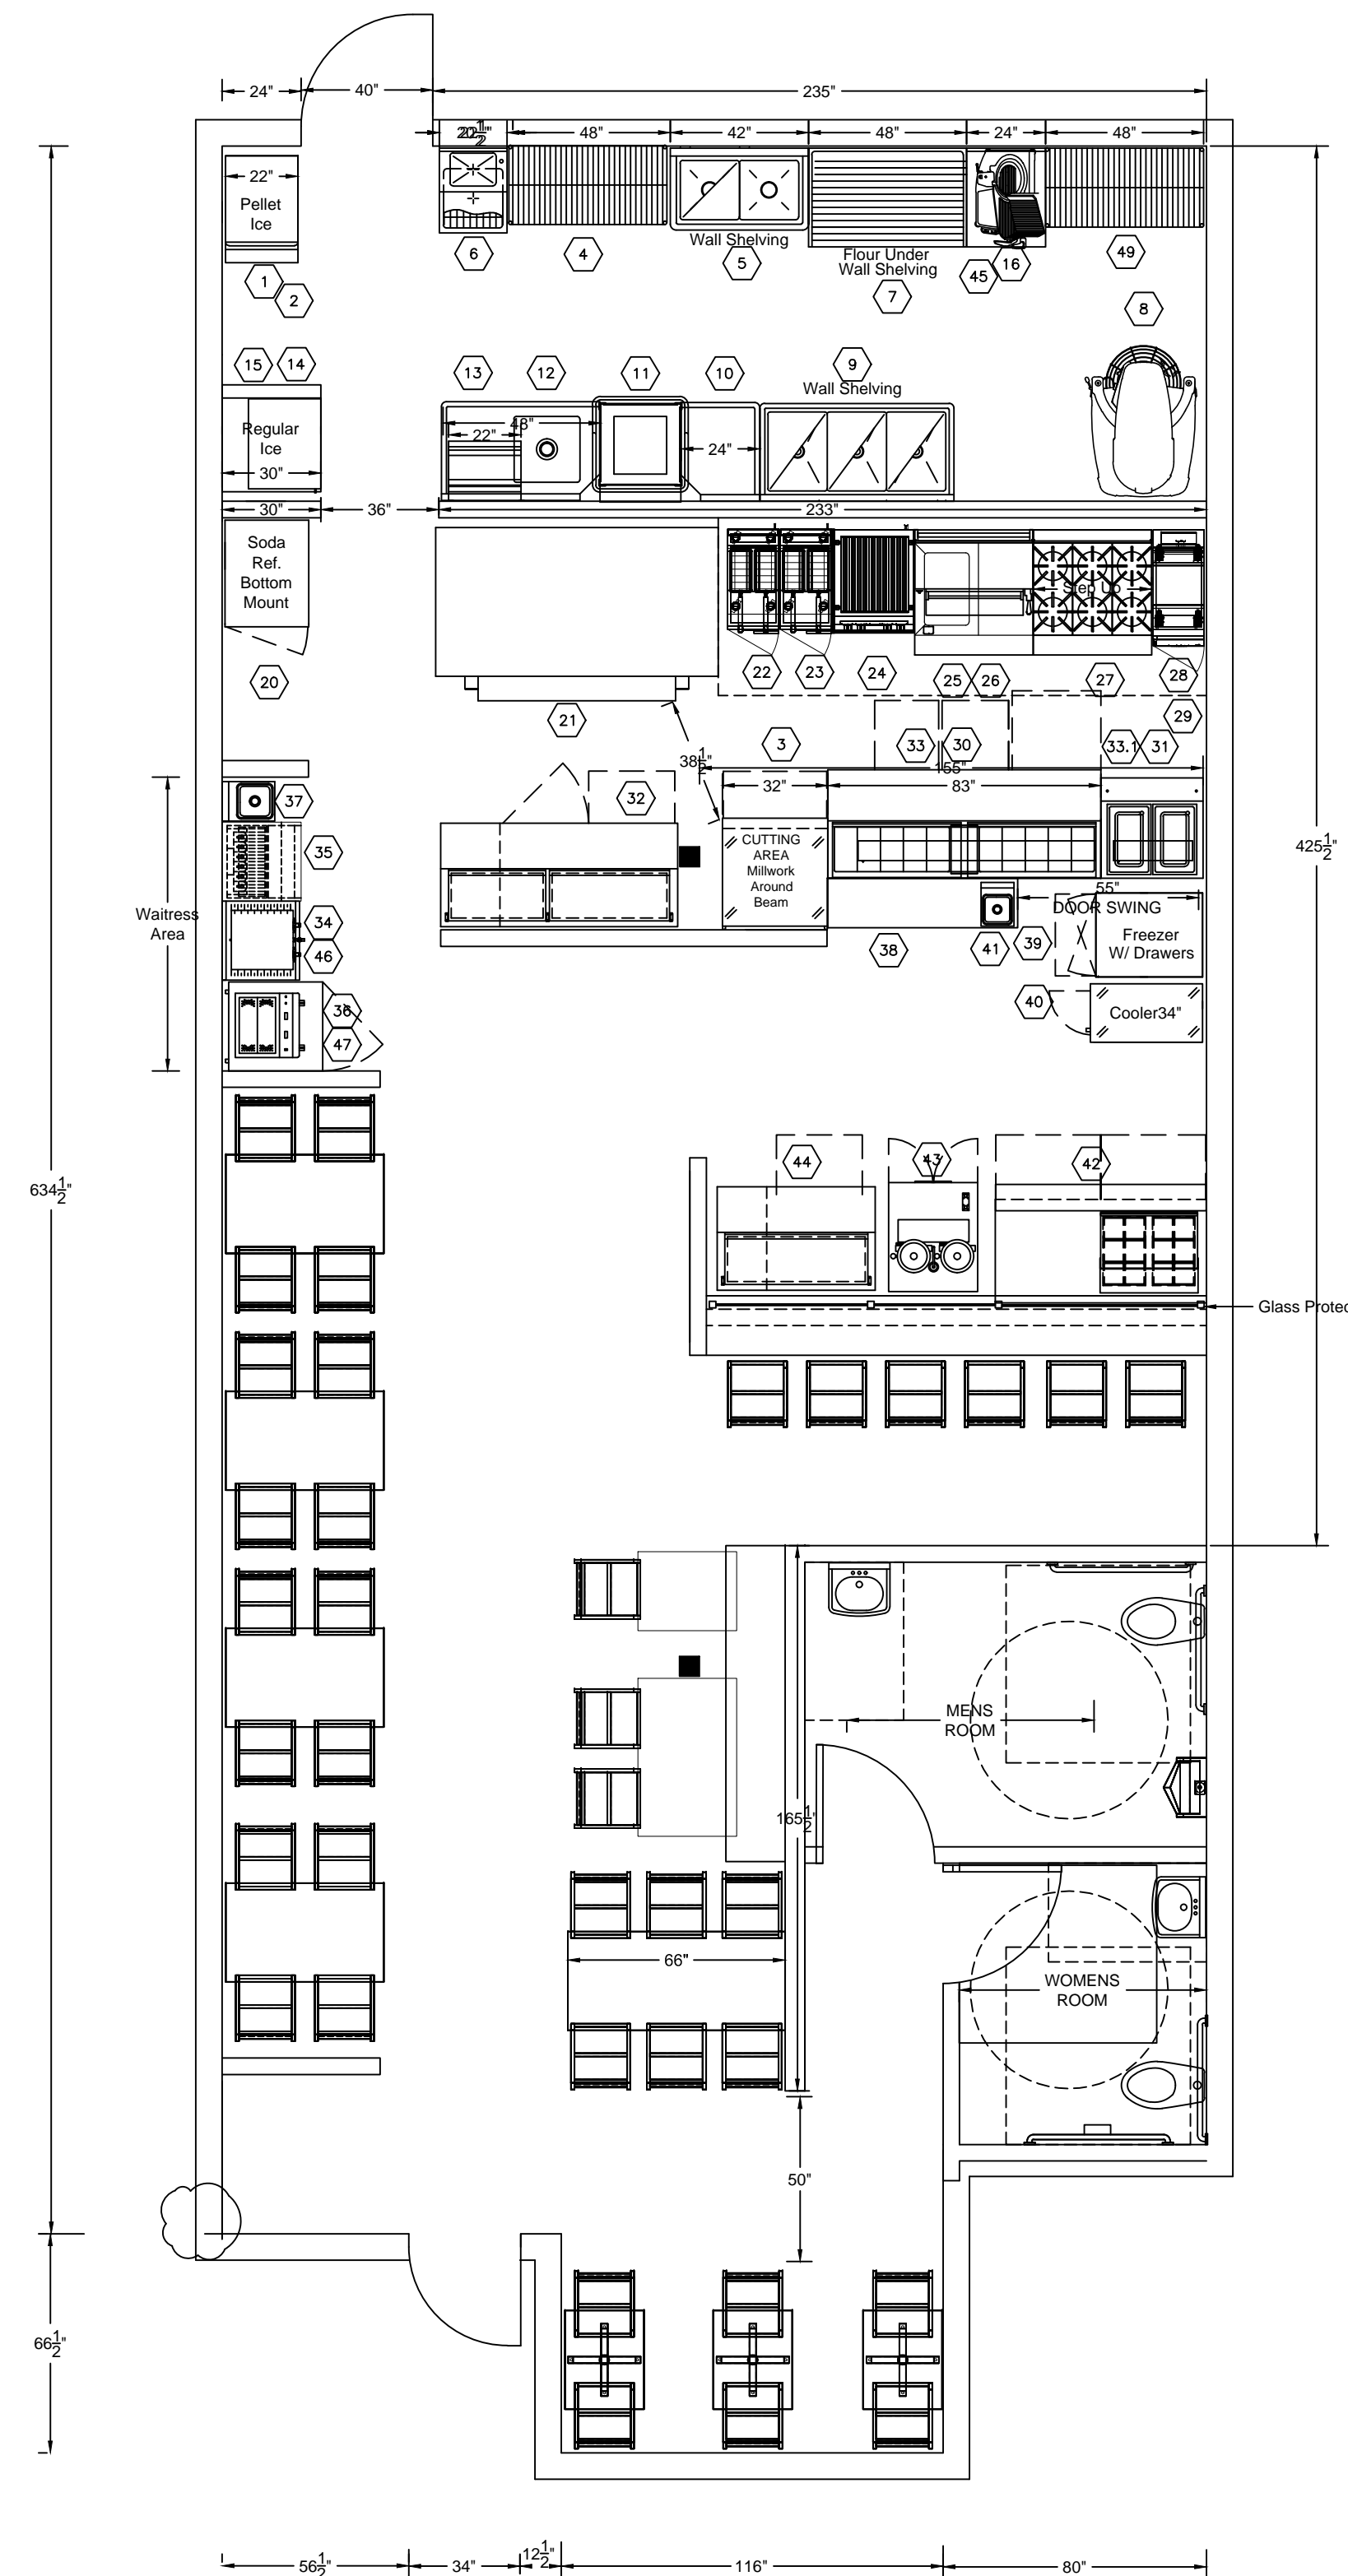 24" 40" 235"
22½" 48" 42" 48" 24" 48"
22"
Pellet
Ice
Wall Shelving
Flour Under
Wall Shelving
6 4 5 7 45 16 49
1 2 8
15 14 13 12 11 10 9
Wall Shelving
Regular
Ice
30"
48"
22" 24"
30" 36" 233"
Soda
Ref.
Bottom
Mount
Step Up
20 22 23 24 25 26 27 28
21 29
3 33 30 33.1 31
38½" 155"
32" 83"
37 32
35
CUTTING
AREA
Millwork
Around
Beam
425½"
Waitress
Area
34
46
55"
DOOR SWING
38 41 39
Freezer
W/ Drawers
36
47
40
Cooler34"
44 43 42
634½"
MENS
ROOM
165½"
66"
WOMENS
ROOM
50"
66½"
56½" 34" 12½" 116" 80"